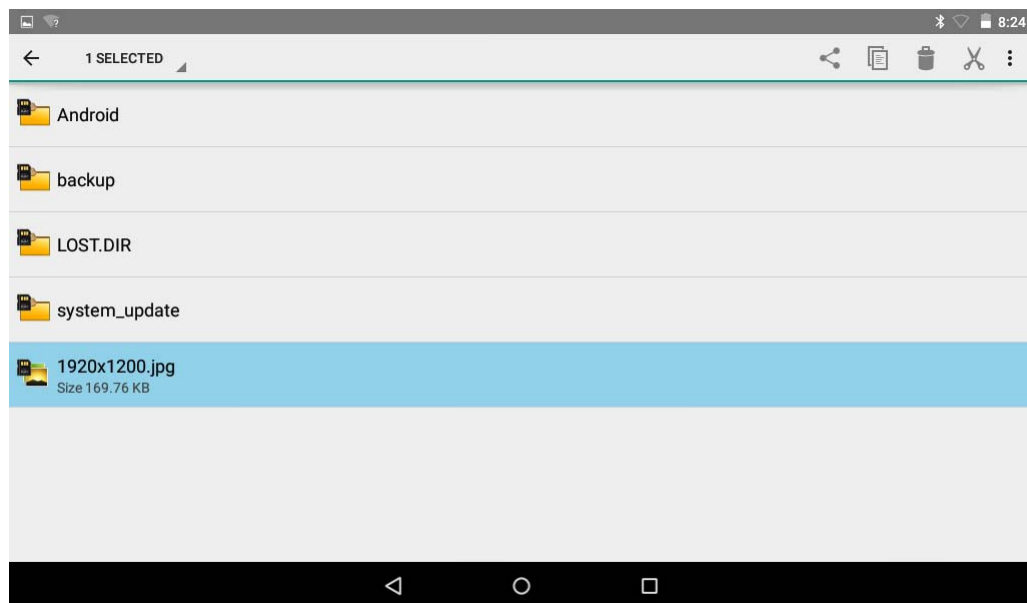 8:24
1 SELECTED
Android
backup
LOST.DIR
system_update
1920x1200.jpg
Size 169.76 KB